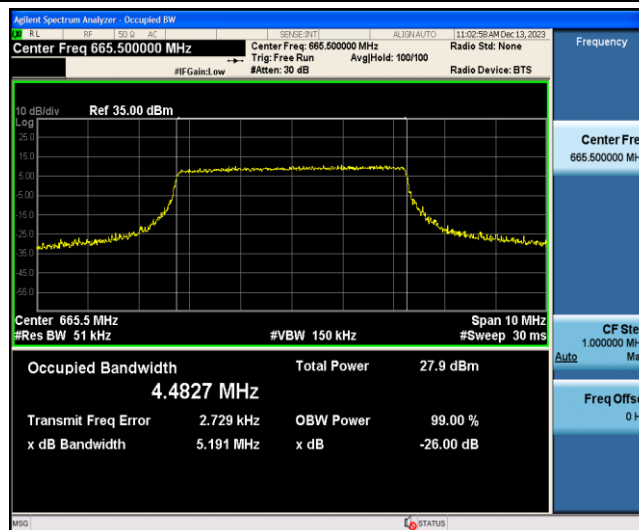 Agilent Spectrum Analyzer - Occupied BW
RL RF 50 Ω AC SENSE:INT ALIGN AUTO 11:02:58 AM Dec 13, 2023
Center Freq 665.500000 MHz Center Freq: 665.500000 MHz Radio Std: None
Trig: Free Run Avg|Hold: 100/100
#IFGain:Low #Atten: 30 dB Radio Device: BTS
Frequency
10 dB/div Ref 35.00 dBm
Log
25.0
15.0
5.00
-5.00
-15.0
-25.0
-35.0
-45.0
-55.0
Center Fre
665.500000 MH
Center 665.5 MHz Span 10 MHz
#Res BW 51 kHz #VBW 150 kHz #Sweep 30 ms
CF Ste
1.000000 MH
Auto Ma
Occupied Bandwidth Total Power 27.9 dBm
4.4827 MHz
Transmit Freq Error 2.729 kHz OBW Power 99.00 %
x dB Bandwidth 5.191 MHz x dB -26.00 dB
Freq Offse
0 H
MSG STATUS